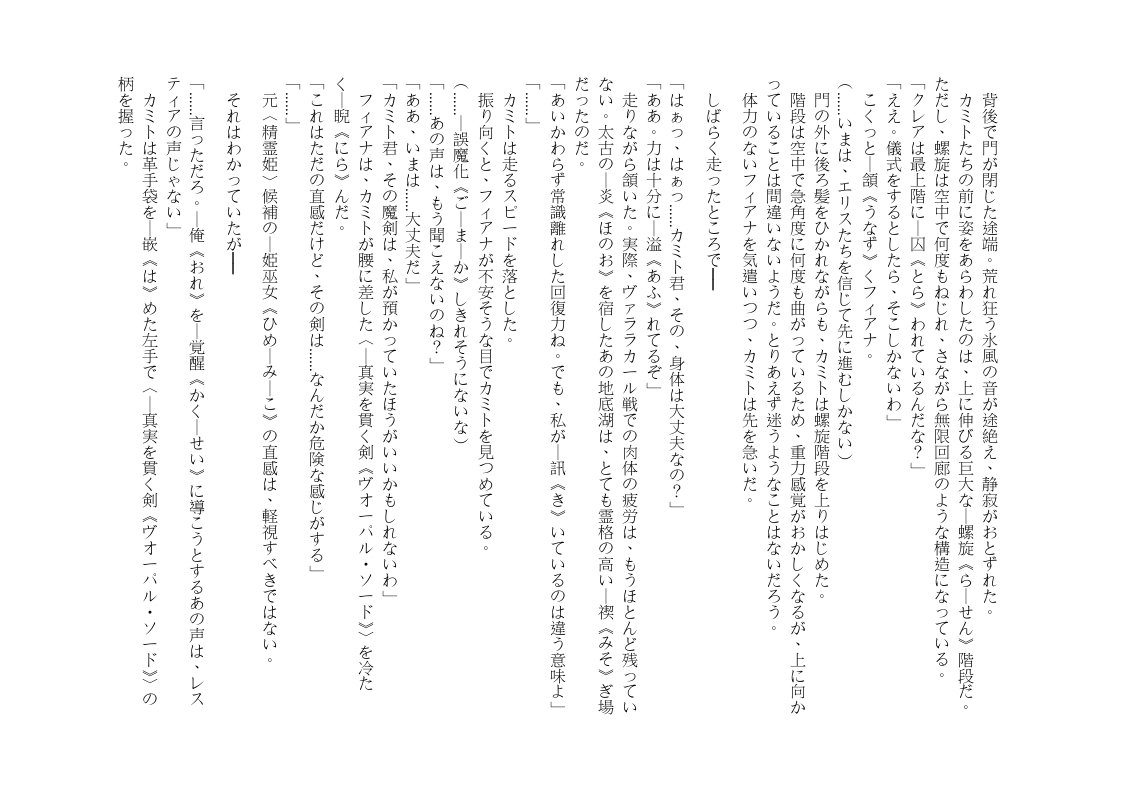 背後で門が閉じた途端。荒れ狂う氷風の音が途絶え、静寂がおとずれた。
　カミトたちの前に姿をあらわしたのは、上に伸びる巨大な―螺旋《ら―せん》階段だ。
ただし、螺旋は空中で何度もねじれ、さながら無限回廊のような構造になっている。
「クレアは最上階に―囚《とら》われているんだな？」
「ええ。儀式をするとしたら、そこしかないわ」
　こくっと―頷《うなず》くフィアナ。
（……いまは、エリスたちを信じて先に進むしかない）
　門の外に後ろ髪をひかれながらも、カミトは螺旋階段を上りはじめた。
　階段は空中で急角度に何度も曲がっているため、重力感覚がおかしくなるが、上に向か
っていることは間違いないようだ。とりあえず迷うようなことはないだろう。
　体力のないフィアナを気遣いつつ、カミトは先を急いだ。
　しばらく走ったところで――
「はぁっ、はぁっ……カミト君、その、身体は大丈夫なの？」
「ああ。力は十分に―溢《あふ》れてるぞ」
　走りながら頷いた。実際、ヴァララカール戦での肉体の疲労は、もうほとんど残ってい
ない。太古の―炎《ほのお》を宿したあの地底湖は、とても霊格の高い―禊《みそ》ぎ場
だったのだ。
「あいかわらず常識離れした回復力ね。でも、私が―訊《き》いているのは違う意味よ」
「……」
　カミトは走るスピードを落とした。
　振り向くと、フィアナが不安そうな目でカミトを見つめている。
（……―誤魔化《ご―ま―か》しきれそうにないな）
「……あの声は、もう聞こえないのね？」
「ああ、いまは……大丈夫だ」
「カミト君、その魔剣は、私が預かっていたほうがいいかもしれないわ」
　フィアナは、カミトが腰に差した〈―真実を貫く剣《ヴォーパル・ソード》〉を冷た
く―睨《にら》んだ。
「これはただの直感だけど、その剣は……なんだか危険な感じがする」
「……」
　元〈精霊姫〉候補の―姫巫女《ひめ―み―こ》の直感は、軽視すべきではない。
　それはわかっていたが――
「……言っただろ。―俺《おれ》を―覚醒《かく―せい》に導こうとするあの声は、レス
ティアの声じゃない」
　カミトは革手袋を―嵌《は》めた左手で〈―真実を貫く剣《ヴォーパル・ソード》〉の
柄を握った。